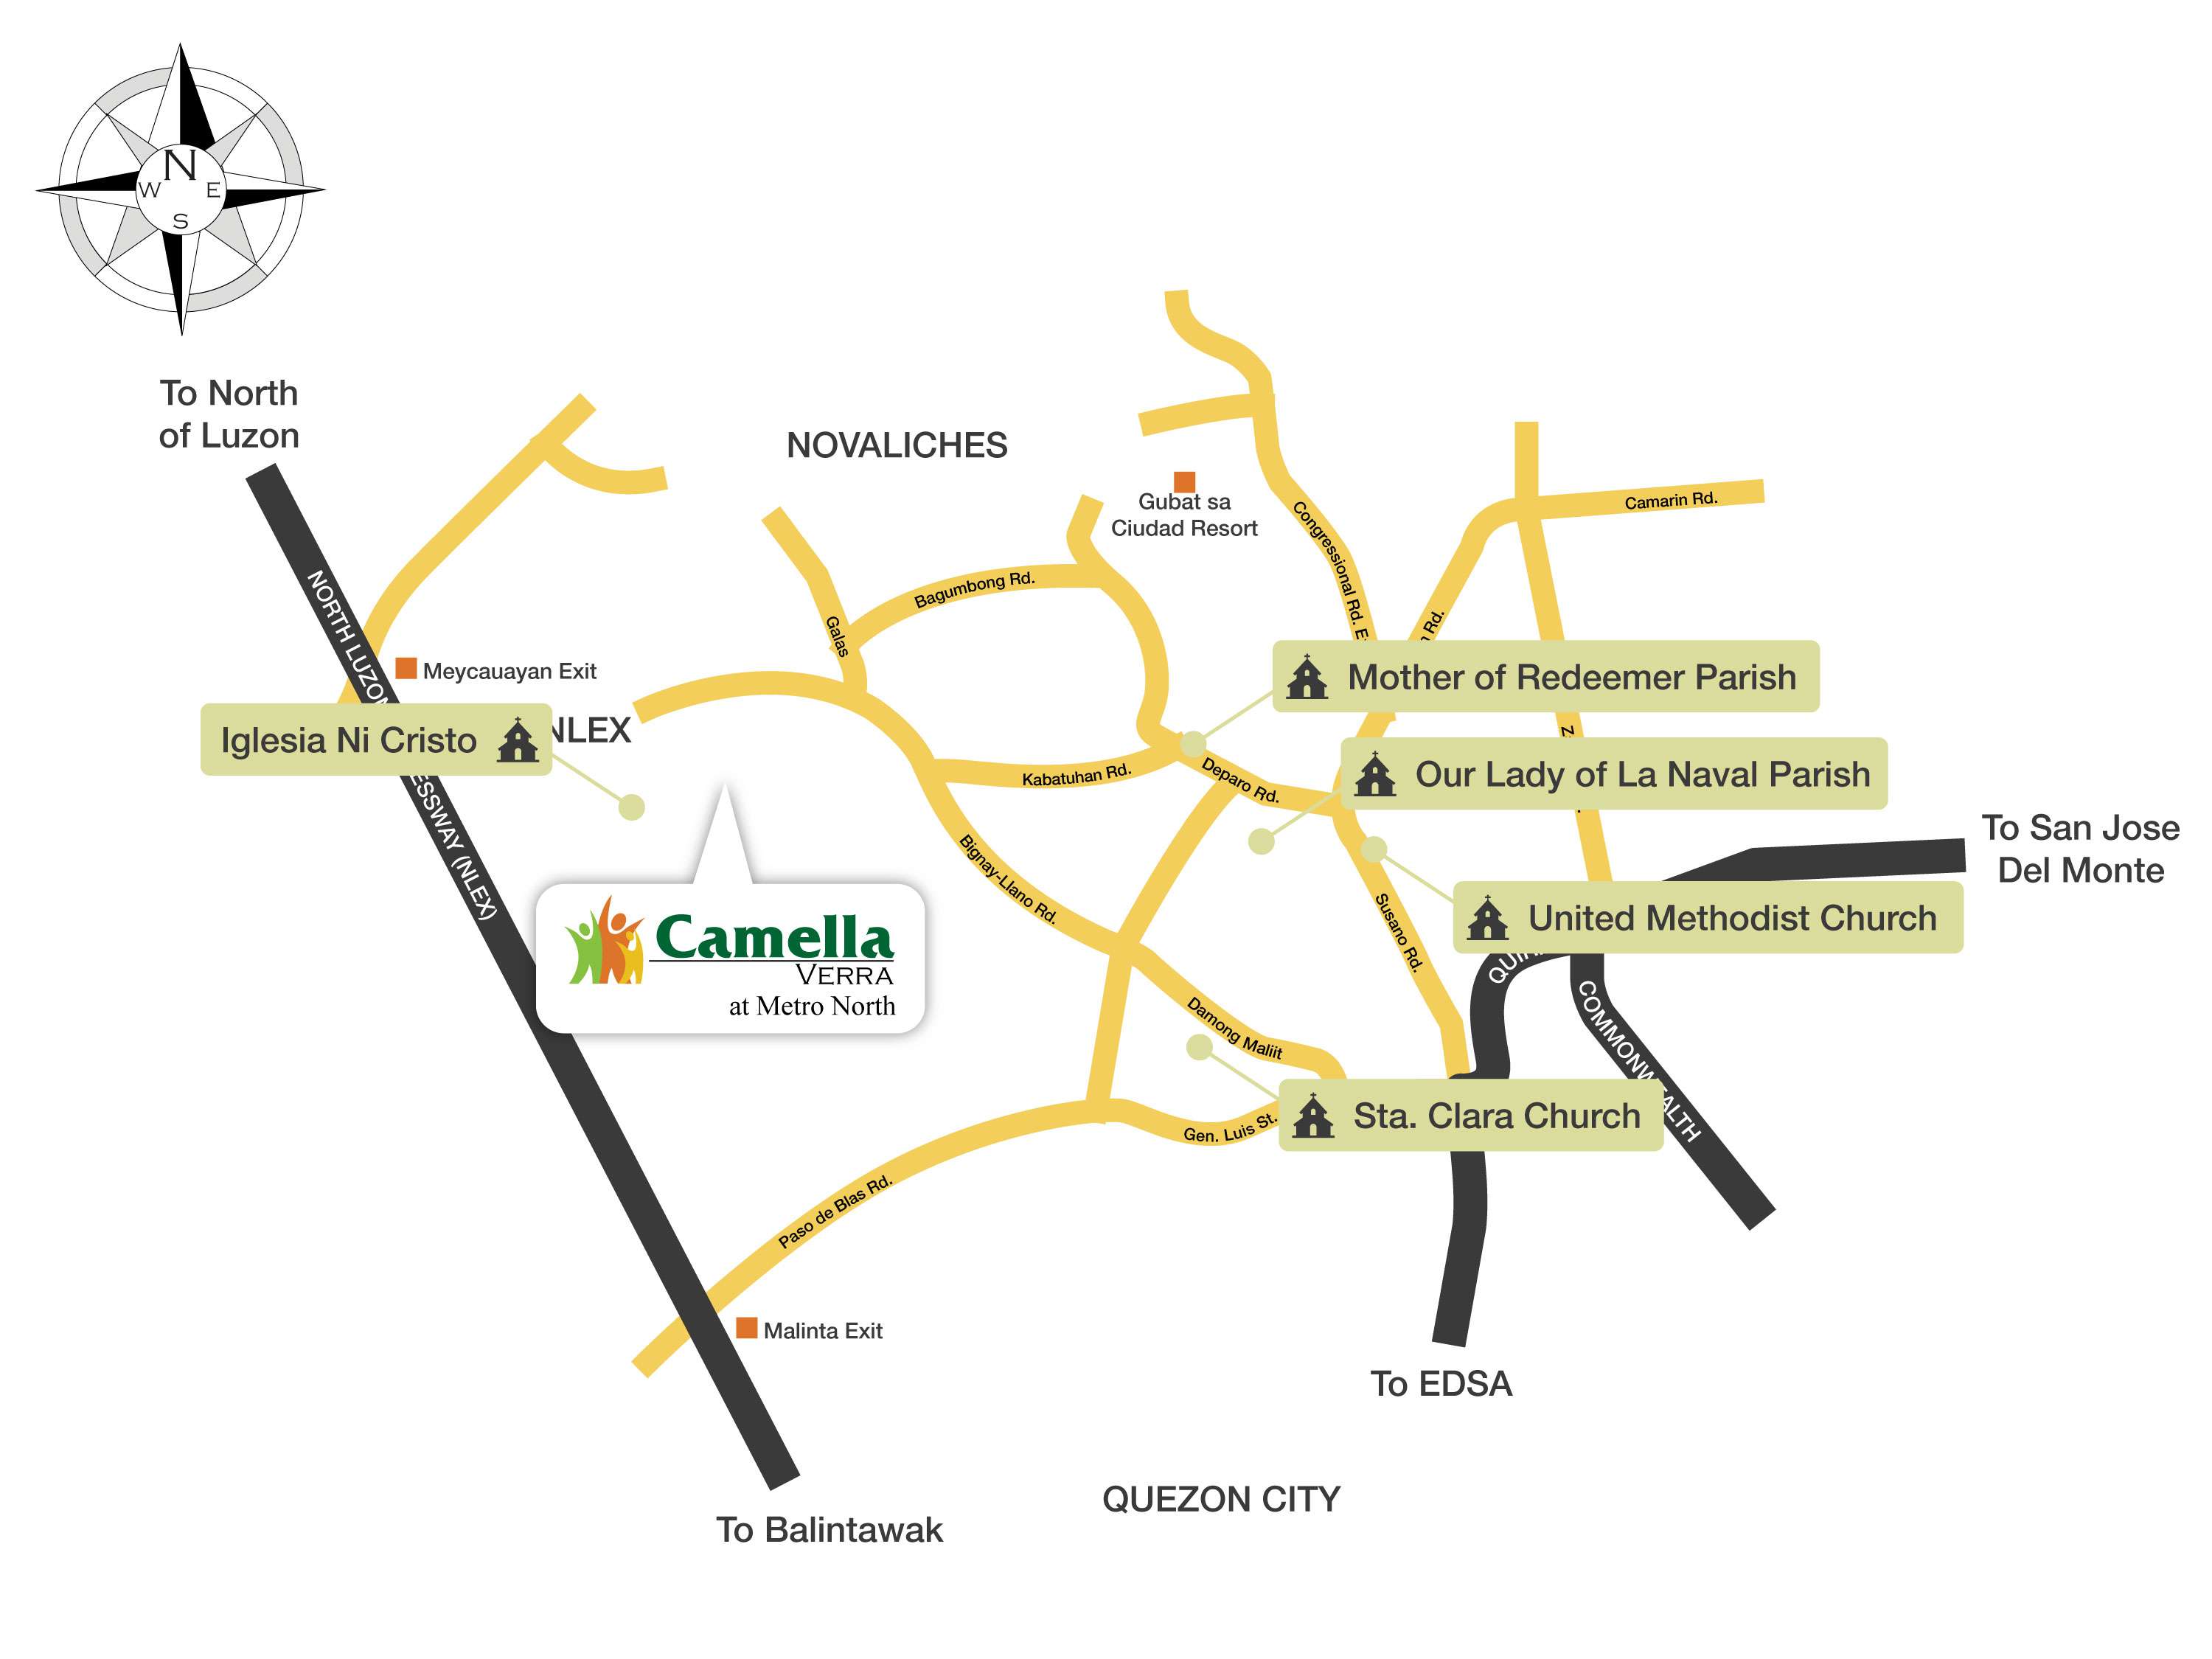 N
W E
S
To North
of Luzon
NOVALICHES
Gubat sa
Ciudad Resort
Camarin Rd.
Congressional Rd. E
Bagumbong Rd.
Galas
Rd.
NORTH LUZON
ESSWAY (NLEX)
Meycauayan Exit
NLEX
Iglesia Ni Cristo
Mother of Redeemer Parish
Our Lady of La Naval Parish
Kabatuhan Rd.
Deparo Rd.
To San Jose
Del Monte
Bignay-Llano Rd.
Susano Rd.
United Methodist Church
Camella
VERRA
at Metro North
QUI
COMMONW
ALTH
Damong Maliit
Sta. Clara Church
Gen. Luis St.
Paso de Blas Rd.
Malinta Exit
To EDSA
QUEZON CITY
To Balintawak